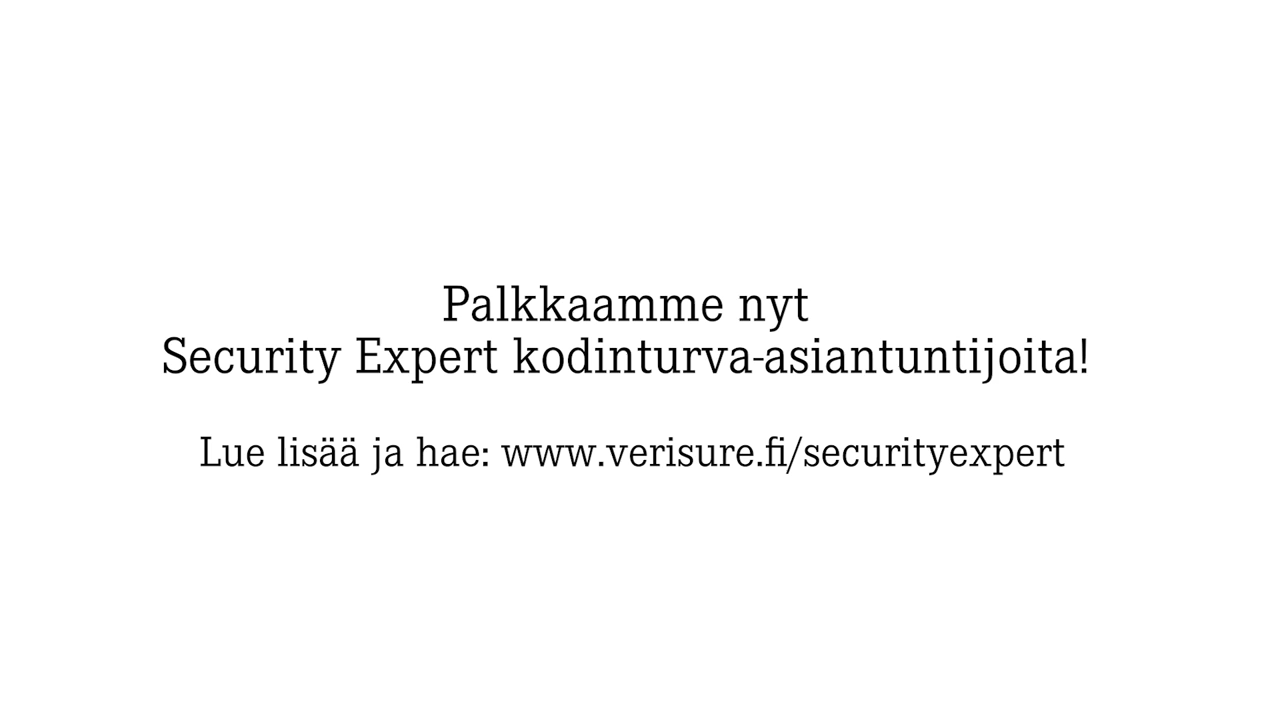 Palkkaamme nyt
Security Expert kodinturva-asiantuntijoita!
Lue lisää ja hae: www.verisure.fi/securityexpert